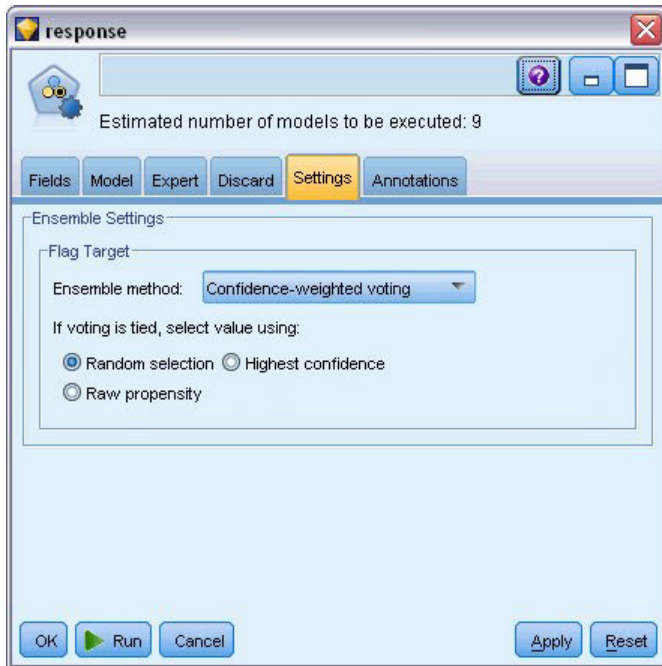 response
Estimated number of models to be executed: 9
Fields Model Expert Discard Settings Annotations
Ensemble Settings
Flag Target
Ensemble method: Confidence-weighted voting
If voting is tied, select value using:
Random selection Highest confidence
Raw propensity
OK Run Cancel Apply Reset